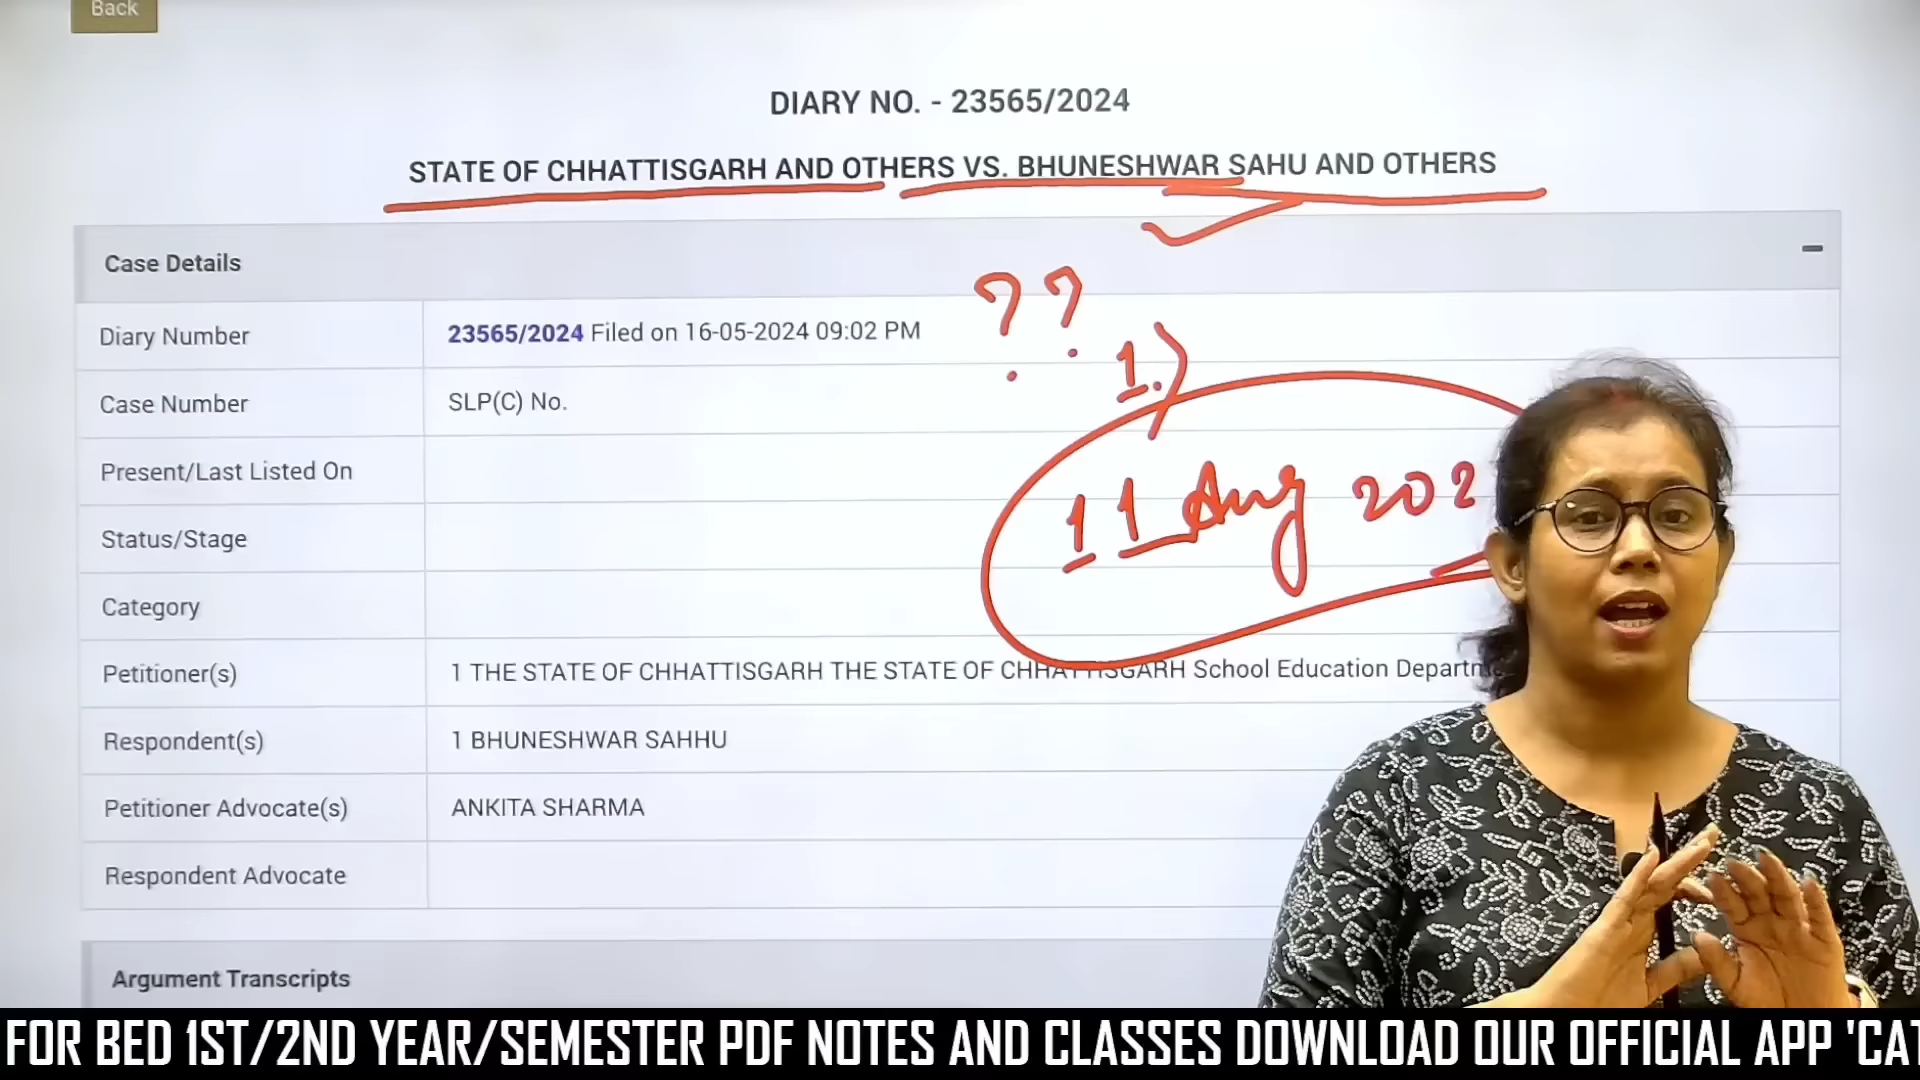 Back
DIARY NO. - 23565/2024
STATE OF CHHATTISGARH AND OTHERS VS. BHUNESHWAR SAHU AND OTHERS
Case Details
Diary Number 23565/2024 Filed on 16-05-2024 09:02 PM
? ?
1.)
Case Number SLP(C) No.
Present/Last Listed On
11 Aug 202
Status/Stage
Category
Petitioner(s) 1 THE STATE OF CHHATTISGARH THE STATE OF CHHATTISGARH School Education
Respondent(s) 1 BHUNESHWAR SAHHU
Petitioner Advocate(s) ANKITA SHARMA
Respondent Advocate
Argument Transcripts
FOR BED 1ST/2ND YEAR/SEMESTER PDF NOTES AND CLASSES DOWNLOAD OUR OFFICIAL APP 'CAT